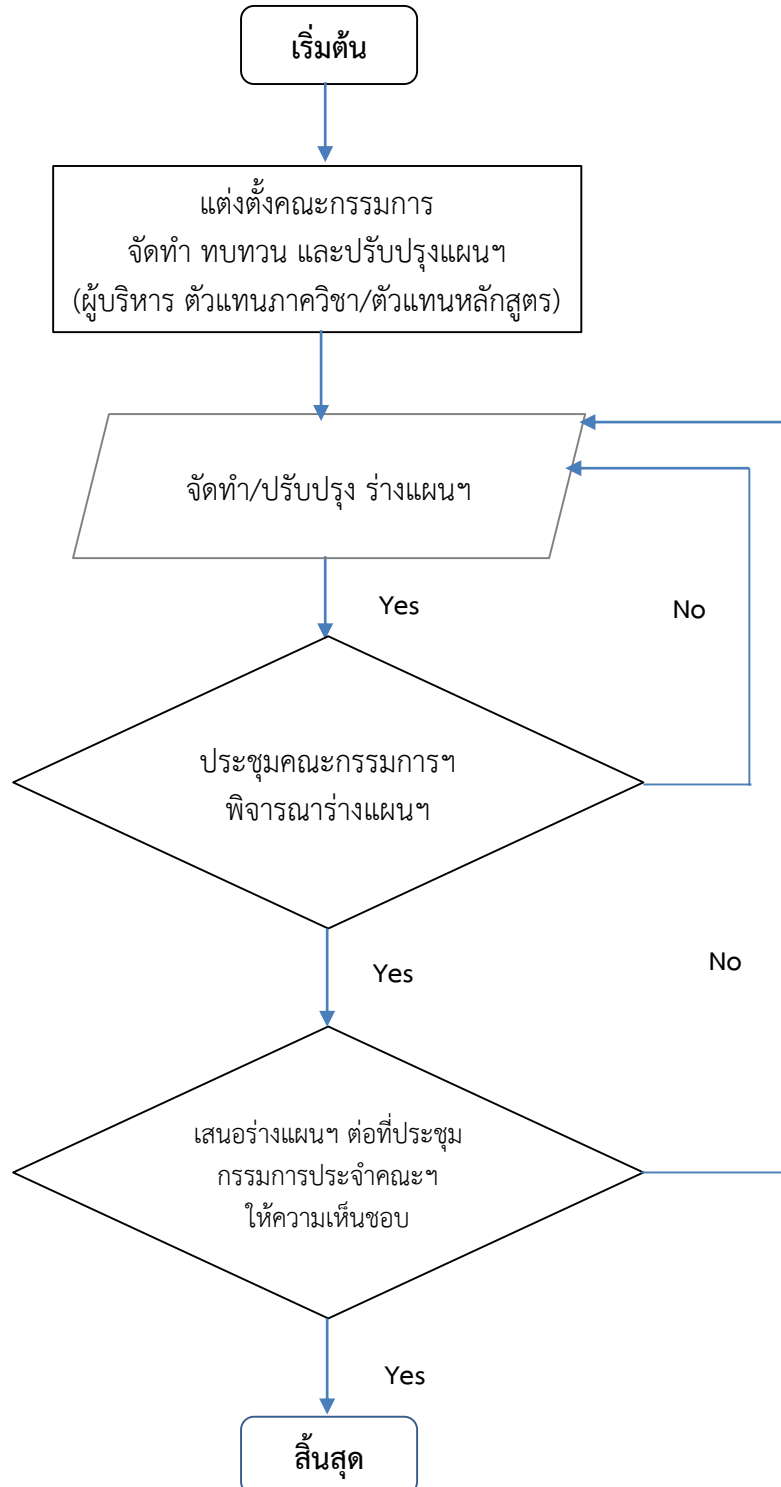 เริ่มต้น
แต่งตั้งคณะกรรมการ
จัดทำ ทบทวน และปรับปรุงแผนฯ
(ผู้บริหาร ตัวแทนภาควิชา/ตัวแทนหลักสูตร)
จัดทำ/ปรับปรุง ร่างแผนฯ
Yes
No
ประชุมคณะกรรมการฯ
พิจารณาร่างแผนฯ
Yes
No
เสนอร่างแผนฯ ต่อที่ประชุม
กรรมการประจำคณะฯ
ให้ความเห็นชอบ
Yes
สิ้นสุด